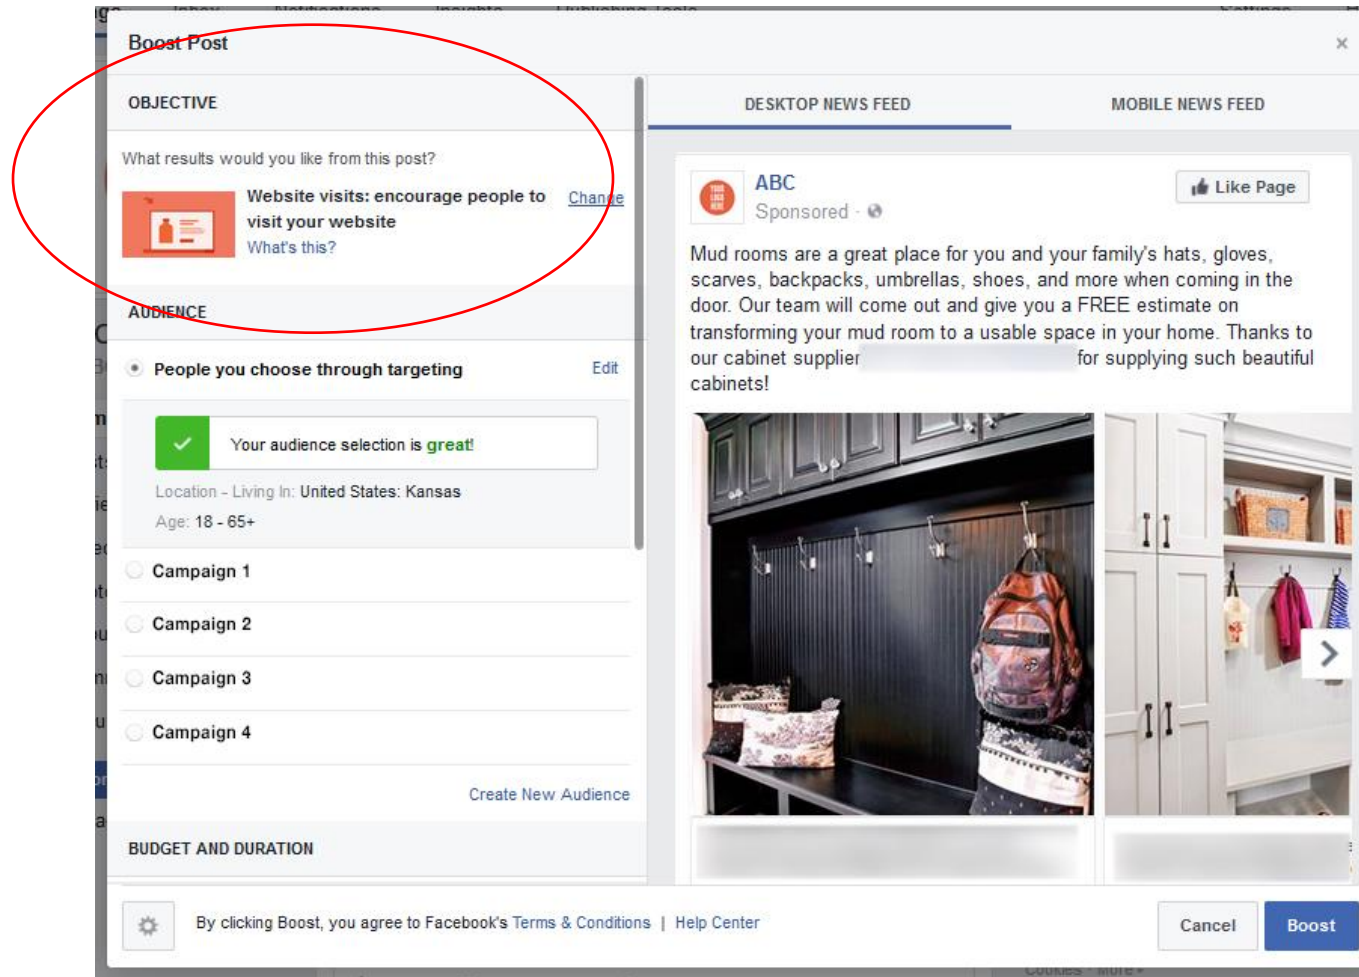 Boost Post
×
OBJECTIVE
What results would you like from this post?
Website visits: encourage people to
visit your website
Change
What's this?
AUDIENCE
People you choose through targeting
Edit
Your audience selection is great!
Location - Living In: United States: Kansas
Age: 18 - 65+
Campaign 1
Campaign 2
Campaign 3
Campaign 4
Create New Audience
BUDGET AND DURATION
DESKTOP NEWS FEED
MOBILE NEWS FEED
YOUR
LOGO
HERE
ABC
Like Page
Sponsored ·
Mud rooms are a great place for you and your family's hats, gloves,
scarves, backpacks, umbrellas, shoes, and more when coming in the
door. Our team will come out and give you a FREE estimate on
transforming your mud room to a usable space in your home. Thanks to
our cabinet supplier for supplying such beautiful
cabinets!
By clicking Boost, you agree to Facebook's Terms & Conditions | Help Center
Cancel
Boost